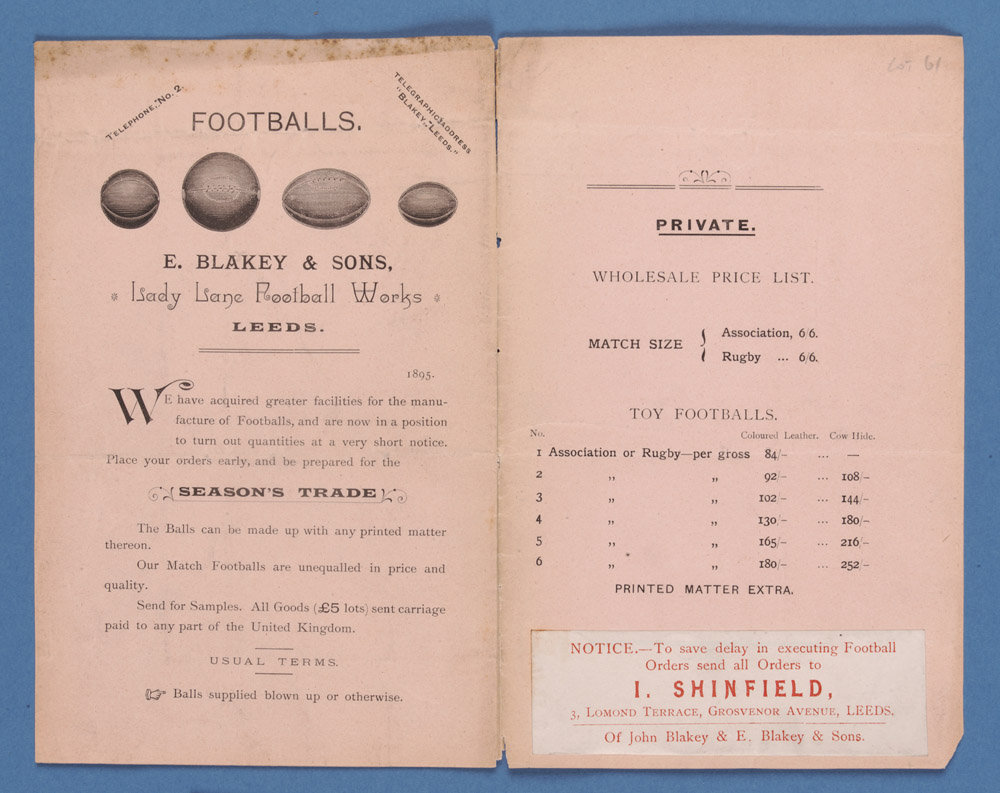 TELEPHONE, No. 2.
TELEGRAPHIC ADDRESS
"BLAKEY, LEEDS."
FOOTBALLS.
E. BLAKEY & SONS,
Lady Lane Football Works
LEEDS.
1895.
WE have acquired greater facilities for the manu-
facture of Footballs, and are now in a position
to turn out quantities at a very short notice.
Place your orders early, and be prepared for the
SEASON'S TRADE
The Balls can be made up with any printed matter
thereon.
Our Match Footballs are unequalled in price and
quality.
Send for Samples. All Goods (£5 lots) sent carriage
paid to any part of the United Kingdom.
USUAL TERMS.
☞ Balls supplied blown up or otherwise.
Lot 61
PRIVATE.
WHOLESALE PRICE LIST.
MATCH SIZE { Association, 6/6.
Rugby ... 6/6.
TOY FOOTBALLS.
No. Coloured Leather. Cow Hide.
1 Association or Rugby—per gross 84/- ... —
2 ,, ,, 92/- ... 108/-
3 ,, ,, 102/- ... 144/-
4 ,, ,, 130/- ... 180/-
5 ,, ,, 165/- ... 216/-
6 ,, ,, 180/- ... 252/-
PRINTED MATTER EXTRA.
NOTICE.—To save delay in executing Football
Orders send all Orders to
I. SHINFIELD,
3, LOMOND TERRACE, GROSVENOR AVENUE, LEEDS.
Of John Blakey & E. Blakey & Sons.